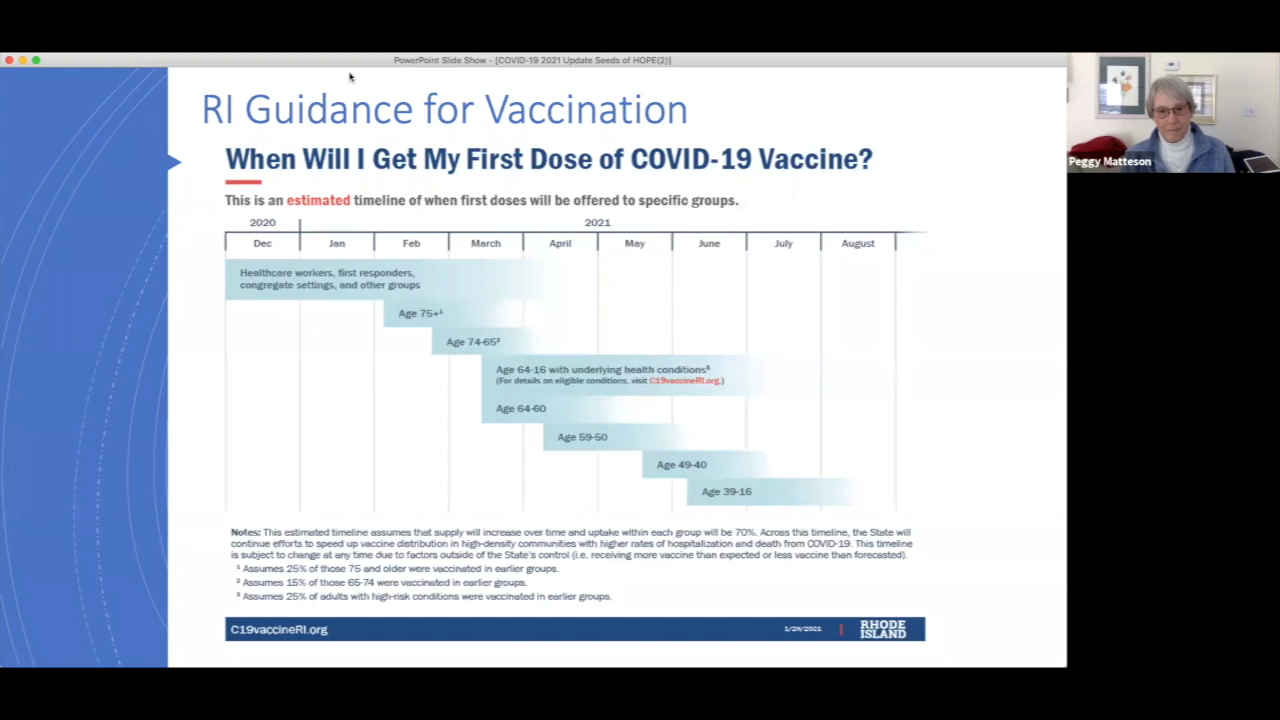 PowerPoint Slide Show - [COVID-19 2021 Update Seeds of HOPE(2)]
RI Guidance for Vaccination
When Will I Get My First Dose of COVID-19 Vaccine?
This is an estimated timeline of when first doses will be offered to specific groups.
2020 2021
Dec Jan Feb March April May June July August
Healthcare workers, first responders,
congregate settings, and other groups
Age 75+¹
Age 74-65²
Age 64-16 with underlying health conditions³
(For details on eligible conditions, visit C19vaccineRI.org.)
Age 64-60
Age 59-50
Age 49-40
Age 39-16
Notes: This estimated timeline assumes that supply will increase over time and uptake within each group will be 70%. Across this timeline, the State will
continue efforts to speed up vaccine distribution in high-density communities with higher rates of hospitalization and death from COVID-19. This timeline
is subject to change at any time due to factors outside of the State's control (i.e. receiving more vaccine than expected or less vaccine than forecasted).
¹ Assumes 25% of those 75 and older were vaccinated in earlier groups.
² Assumes 15% of those 65-74 were vaccinated in earlier groups.
³ Assumes 25% of adults with high-risk conditions were vaccinated in earlier groups.
C19vaccineRI.org
RHODE
ISLAND
Peggy Matteson